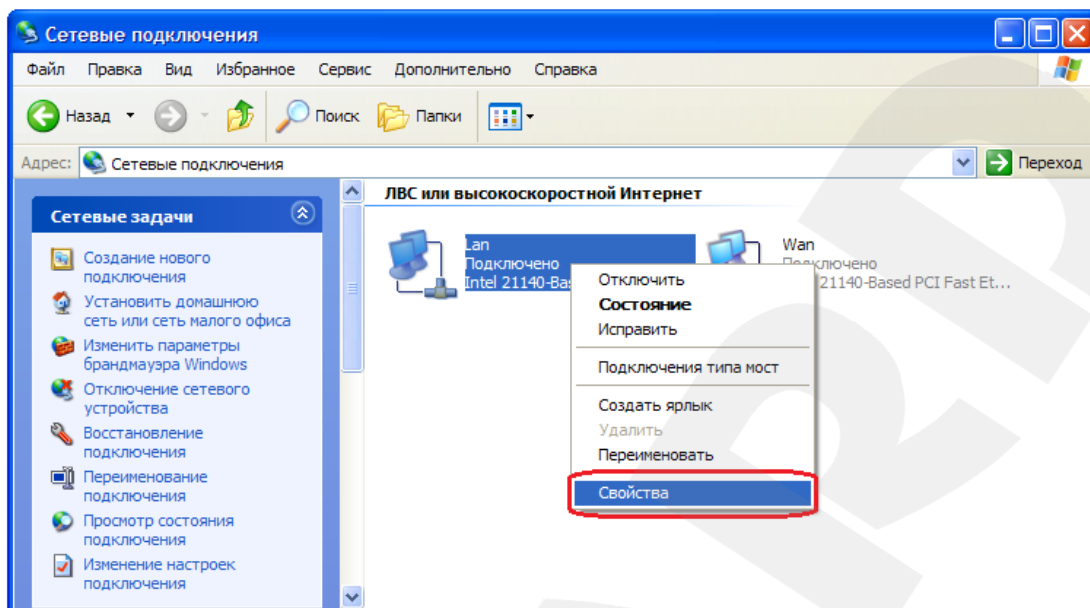 Сетевые подключения
Файл Правка Вид Избранное Сервис Дополнительно Справка
Назад Поиск Папки
Адрес: Сетевые подключения Переход
Сетевые задачи
Создание нового
подключения
Установить домашнюю
сеть или сеть малого офиса
Изменить параметры
брандмауэра Windows
Отключение сетевого
устройства
Восстановление
подключения
Переименование
подключения
Просмотр состояния
подключения
Изменение настроек
подключения
ЛВС или высокоскоростной Интернет
Lan
Подключено
Intel 21140-Ba
Wan
Подключено
21140-Based PCI Fast Et...
Отключить
Состояние
Исправить
Подключения типа мост
Создать ярлык
Удалить
Переименовать
Свойства